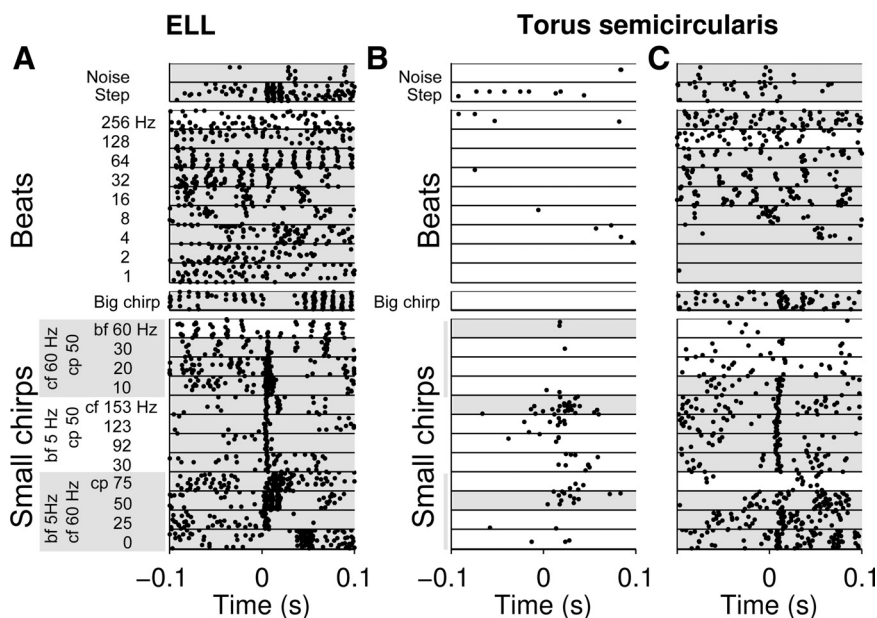 ELL
Torus semicircularis
A
B
C
Noise
Step
Noise
Step
Beats
256 Hz
128
64
32
16
8
4
2
1
Beats
Big chirp
Big chirp
Small chirps
cf 60 Hz
cp 50
bf 60 Hz
30
20
10
bf 5 Hz
cp 50
cf 153 Hz
123
92
30
bf 5Hz
cf 60 Hz
cp 75
50
25
0
Small chirps
−0.1 0 0.1
Time (s)
−0.1 0 0.1
Time (s)
0 0.1
Time (s)